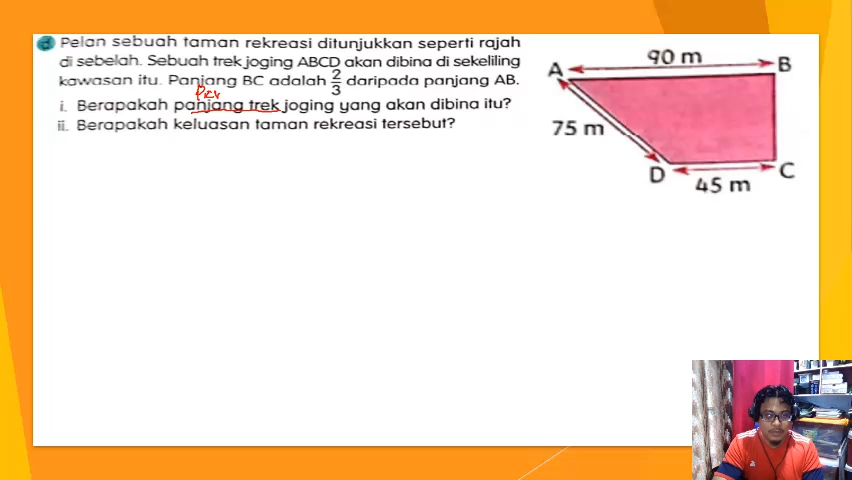 d Pelan sebuah taman rekreasi ditunjukkan seperti rajah
di sebelah. Sebuah trek joging ABCD akan dibina di sekeliling
kawasan itu. Panjang BC adalah 2/3 daripada panjang AB.
i. Berapakah panjang trek joging yang akan dibina itu?
ii. Berapakah keluasan taman rekreasi tersebut?
90 m
A
B
75 m
D
C
45 m